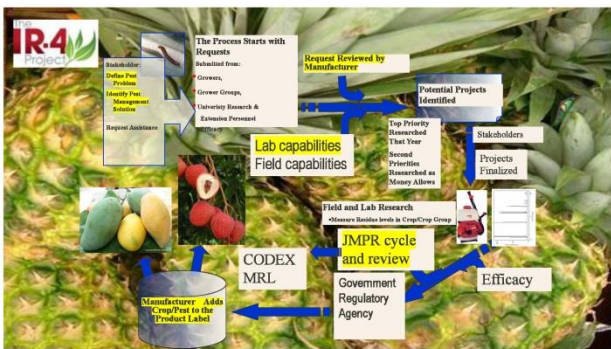 The
IR-4
Project
Stakeholder:
Define Pest
Problem
Identify Pest
Management
Solution
Request Assistance
The Process Starts with
Requests
Submitted from:
Growers,
Grower Groups,
Univeristy Research &
Extension Personnel
Efficacy
Request Reviewed by
Manufacturer
Lab capabilities
Field capabilities
Potential Projects
Identified
Top Priority
Researched
That Year
Second
Priorities
Researched as
Money Allows
Stakeholders
Projects
Finalized
Field and Lab Research
•Measure Residue levels in Crop/Crop Group
JMPR cycle
and review
CODEX
MRL
Efficacy
Government
Regulatory
Agency
Manufacturer Adds
Crop/Pest to the
Product Label